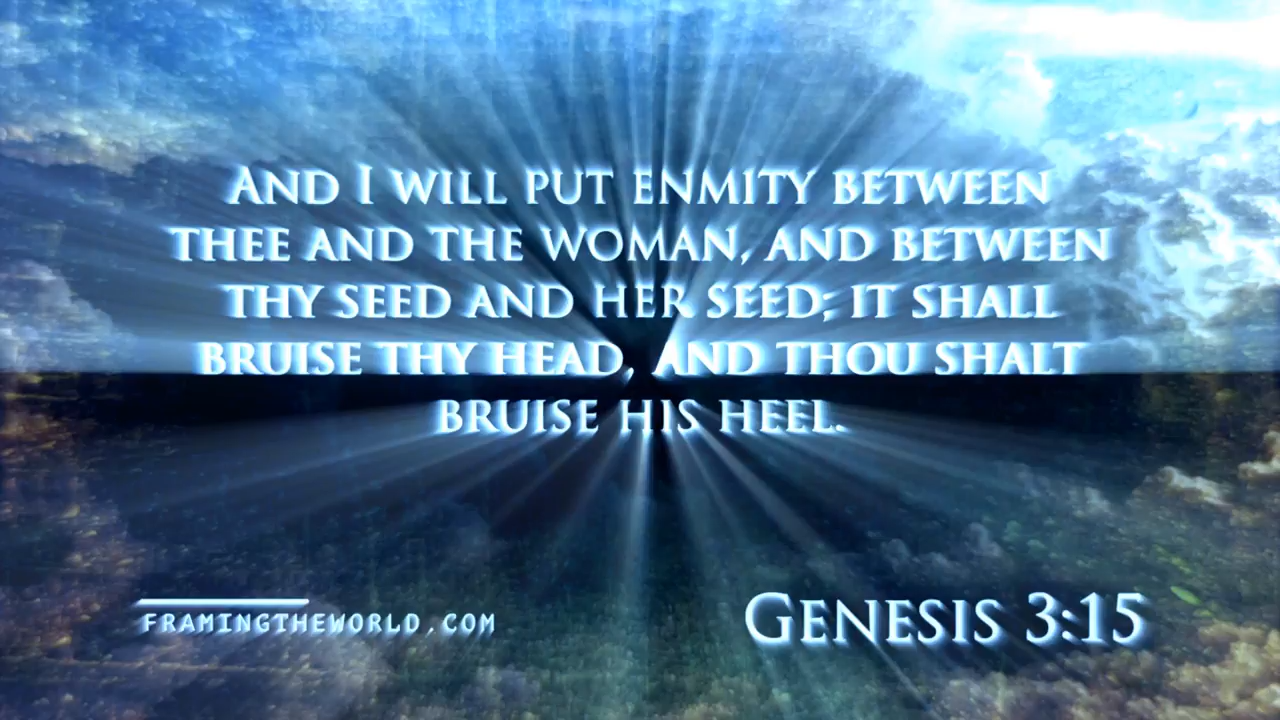 And I will put enmity between
thee and the woman, and between
thy seed and her seed; it shall
bruise thy head, and thou shalt
bruise his heel.
framingtheworld.com
Genesis 3:15